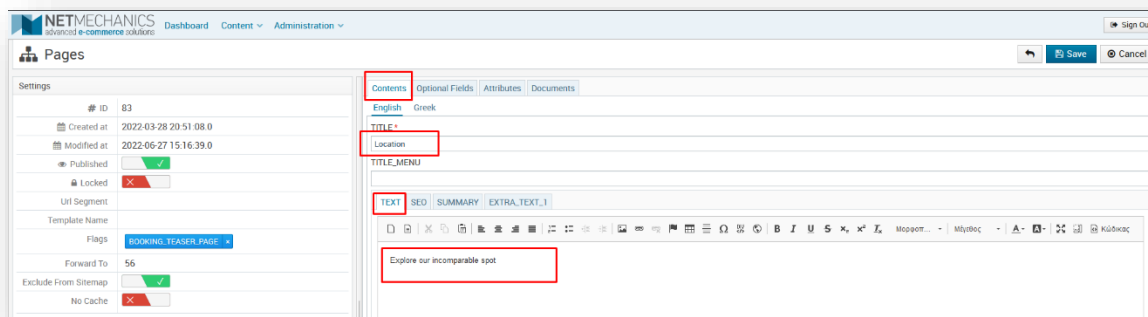 NETMECHANICS
advanced e-commerce solutions
Dashboard Content Administration
Sign Ou
Pages
Save Cancel
Settings
# ID 83
Created at 2022-03-28 20:51:08.0
Modified at 2022-06-27 15:16:39.0
Published
Locked
Url Segment
Template Name
Flags BOOKING_TEASER_PAGE ×
Forward To 56
Exclude From Sitemap
No Cache
Contents Optional Fields Attributes Documents
English Greek
TITLE *
Location
TITLE_MENU
TEXT SEO SUMMARY EXTRA_TEXT_1
B I U S x₂ x² Iₓ Μορφοπ... Μέγεθος A A Κώδικας
Explore our incomparable spot